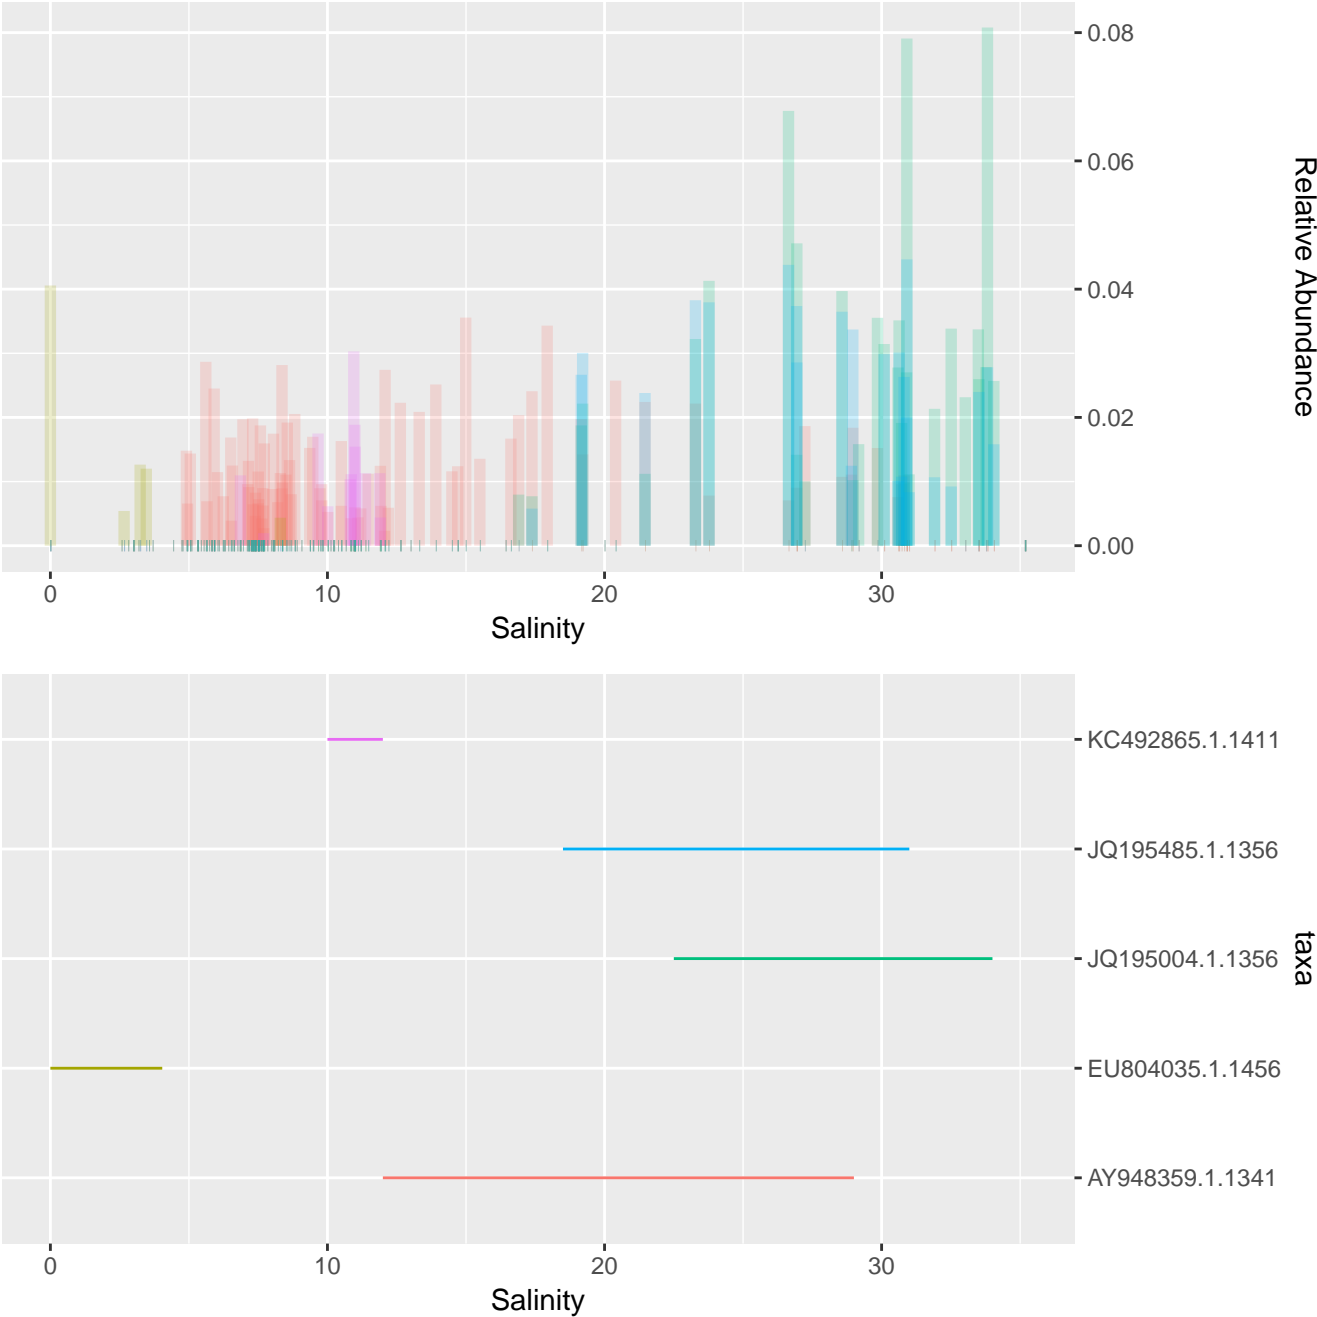 0.08
0.06
0.04
0.02
0.00
Relative Abundance
0 10 20 30
Salinity
KC492865.1.1411
JQ195485.1.1356
JQ195004.1.1356
EU804035.1.1456
AY948359.1.1341
taxa
0 10 20 30
Salinity